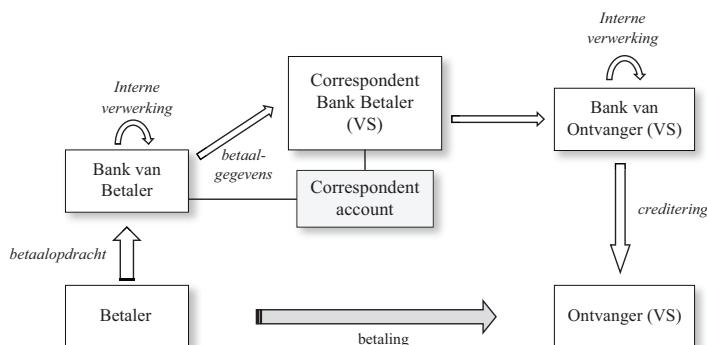 Interne
verwerking
Interne
verwerking
Correspondent
Bank Betaler
(VS)
Bank van
Ontvanger (VS)
Bank van
Betaler
betaal-
gegevens
Correspondent
account
creditering
betaalopdracht
Betaler
betaling
Ontvanger (VS)